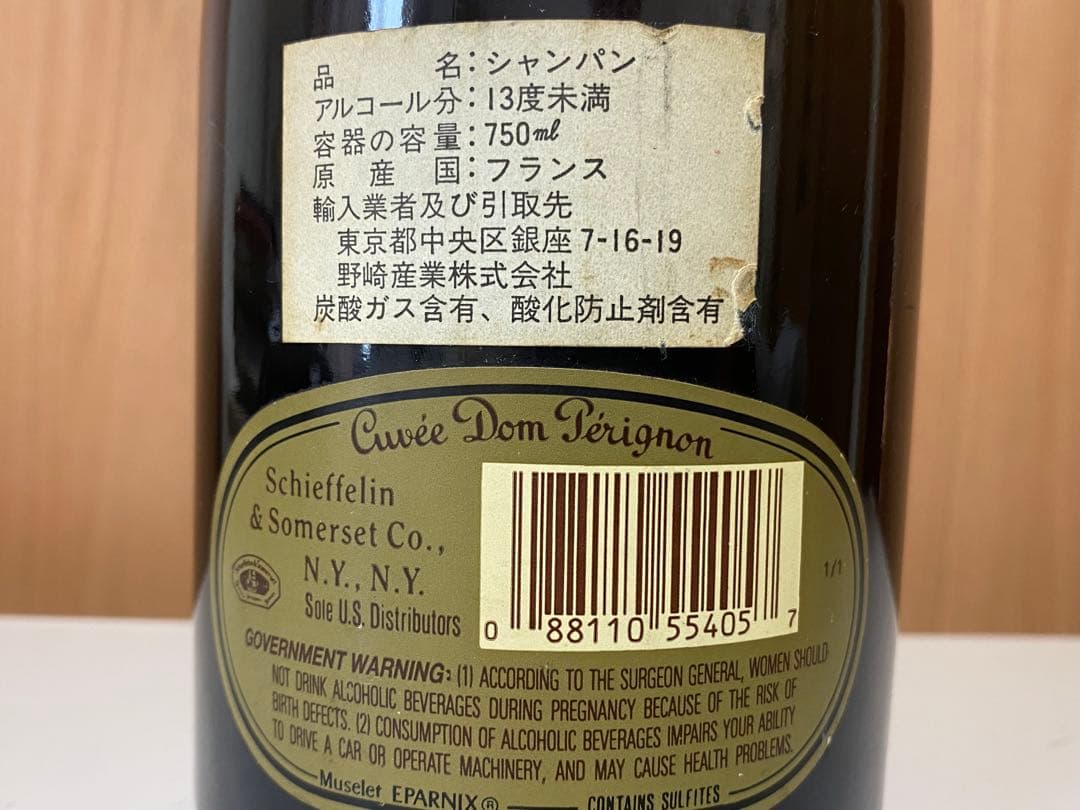 品名：シャンパン
アルコール分：13度未満
容器の容量：750ml
原産国：フランス
輸入業者及び引取先
東京都中央区銀座7-16-19
野崎産業株式会社
炭酸ガス含有、酸化防止剤含有
Cuvée Dom Pérignon
Schieffelin
& Somerset Co.,
N.Y., N.Y.
Sole U.S. Distributors
1/1
0 88110 55405 7
GOVERNMENT WARNING: (1) ACCORDING TO THE SURGEON GENERAL, WOMEN SHOULD
NOT DRINK ALCOHOLIC BEVERAGES DURING PREGNANCY BECAUSE OF THE RISK OF
BIRTH DEFECTS. (2) CONSUMPTION OF ALCOHOLIC BEVERAGES IMPAIRS YOUR ABILITY
TO DRIVE A CAR OR OPERATE MACHINERY, AND MAY CAUSE HEALTH PROBLEMS.
Muselet EPARNIX®
CONTAINS SULFITES